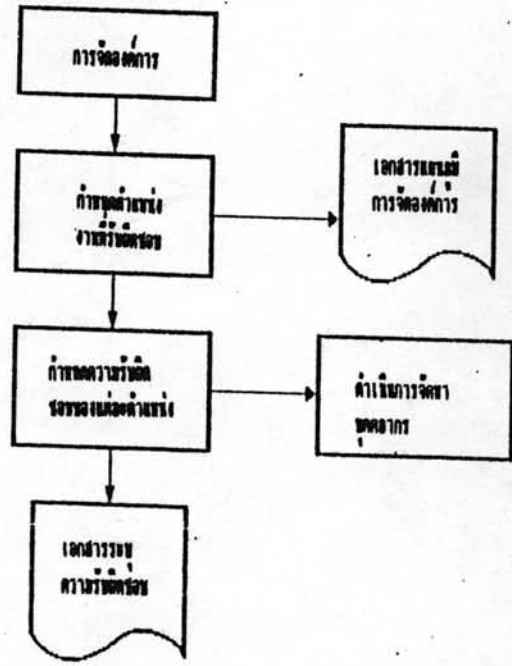 การจัดองค์การ
กำหนดตำแหน่ง
งานที่รับผิดชอบ
เอกสารแผนภูมิ
การจัดองค์การ
กำหนดความรับผิด
ชอบของแต่ละตำแหน่ง
ดำเนินการจัดหา
บุคคลากร
เอกสารระบุ
ความรับผิดชอบ